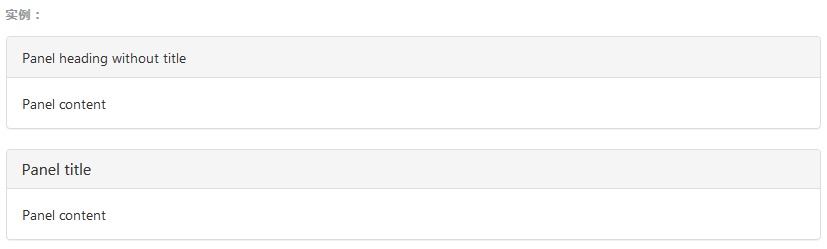 实例：
Panel heading without title
Panel content
Panel title
Panel content